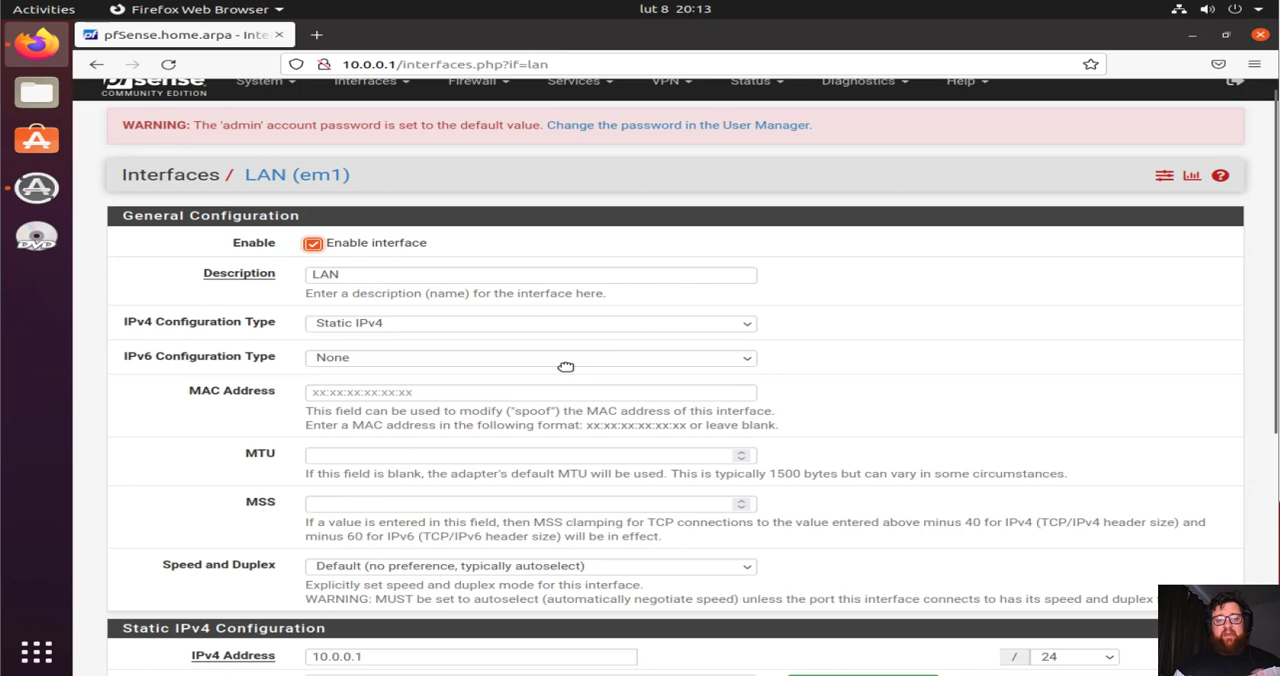 Activities
Firefox Web Browser
lut 8 20:13
pfSense.home.arpa - Inte
10.0.0.1/interfaces.php?if=lan
COMMUNITY EDITION
System
Interfaces
Firewall
Services
VPN
Status
Diagnostics
Help
WARNING: The 'admin' account password is set to the default value. Change the password in the User Manager.
Interfaces / LAN (em1)
General Configuration
Enable
Enable interface
Description
LAN
Enter a description (name) for the interface here.
IPv4 Configuration Type
Static IPv4
IPv6 Configuration Type
None
MAC Address
xx:xx:xx:xx:xx:xx
This field can be used to modify ("spoof") the MAC address of this interface.
Enter a MAC address in the following format: xx:xx:xx:xx:xx:xx or leave blank.
MTU
If this field is blank, the adapter's default MTU will be used. This is typically 1500 bytes but can vary in some circumstances.
MSS
If a value is entered in this field, then MSS clamping for TCP connections to the value entered above minus 40 for IPv4 (TCP/IPv4 header size) and
minus 60 for IPv6 (TCP/IPv6 header size) will be in effect.
Speed and Duplex
Default (no preference, typically autoselect)
Explicitly set speed and duplex mode for this interface.
WARNING: MUST be set to autoselect (automatically negotiate speed) unless the port this interface connects to has its speed and duplex
Static IPv4 Configuration
IPv4 Address
10.0.0.1
/
24